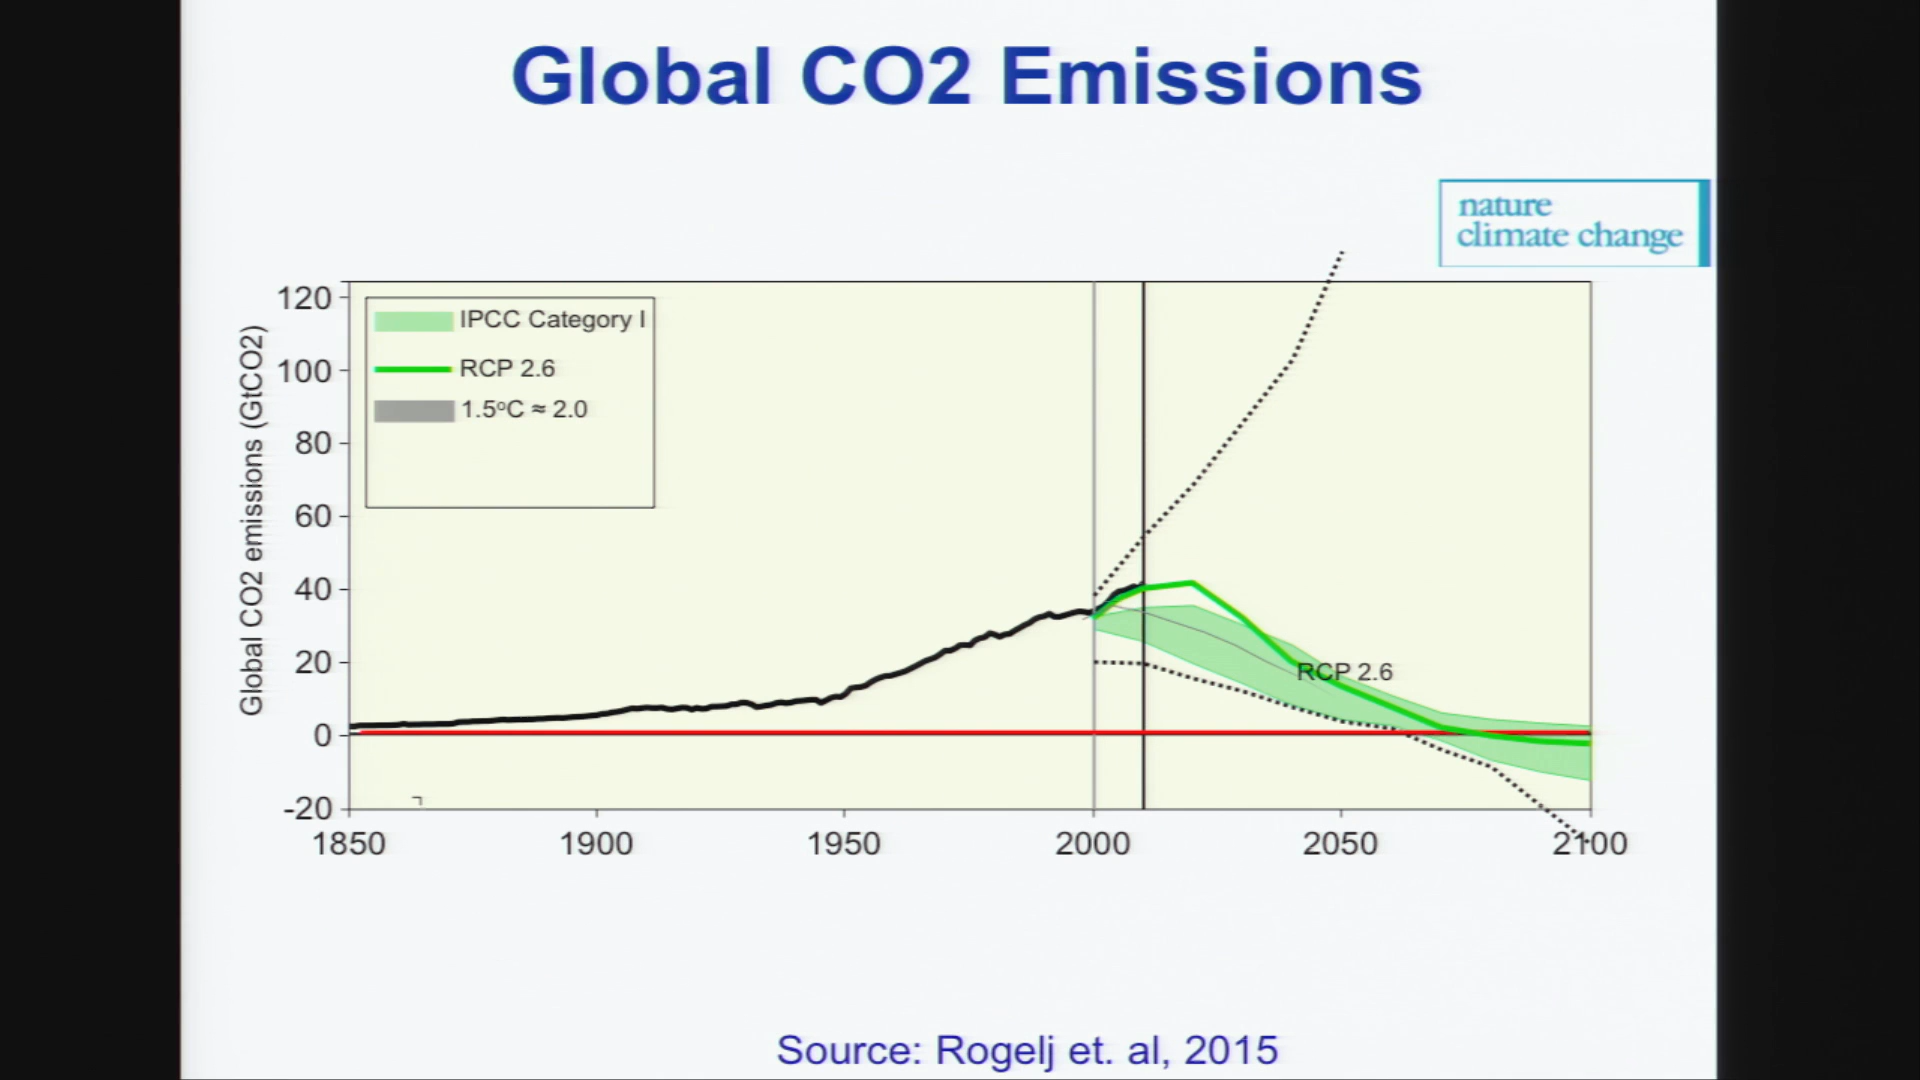 Global CO2 Emissions
nature
climate change
Global CO2 emissions (GtCO2)
120
100
80
60
40
20
0
-20
IPCC Category I
RCP 2.6
1.5°C ≈ 2.0
RCP 2.6
1850
1900
1950
2000
2050
2100
Source: Rogelj et. al, 2015